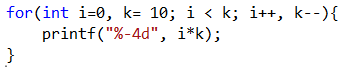 for(int i=0, k= 10; i < k; i++, k--){
    printf("%-4d", i*k);
}